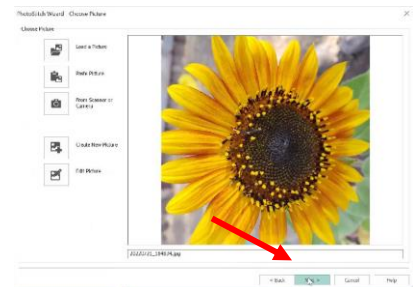 PhotoStitch Wizard Choose Picture
Choose Picture
Load a Picture
Paste Picture
From Scanner or
Camera
Create New Picture
Edit Picture
< Back
Next >
Cancel
Help